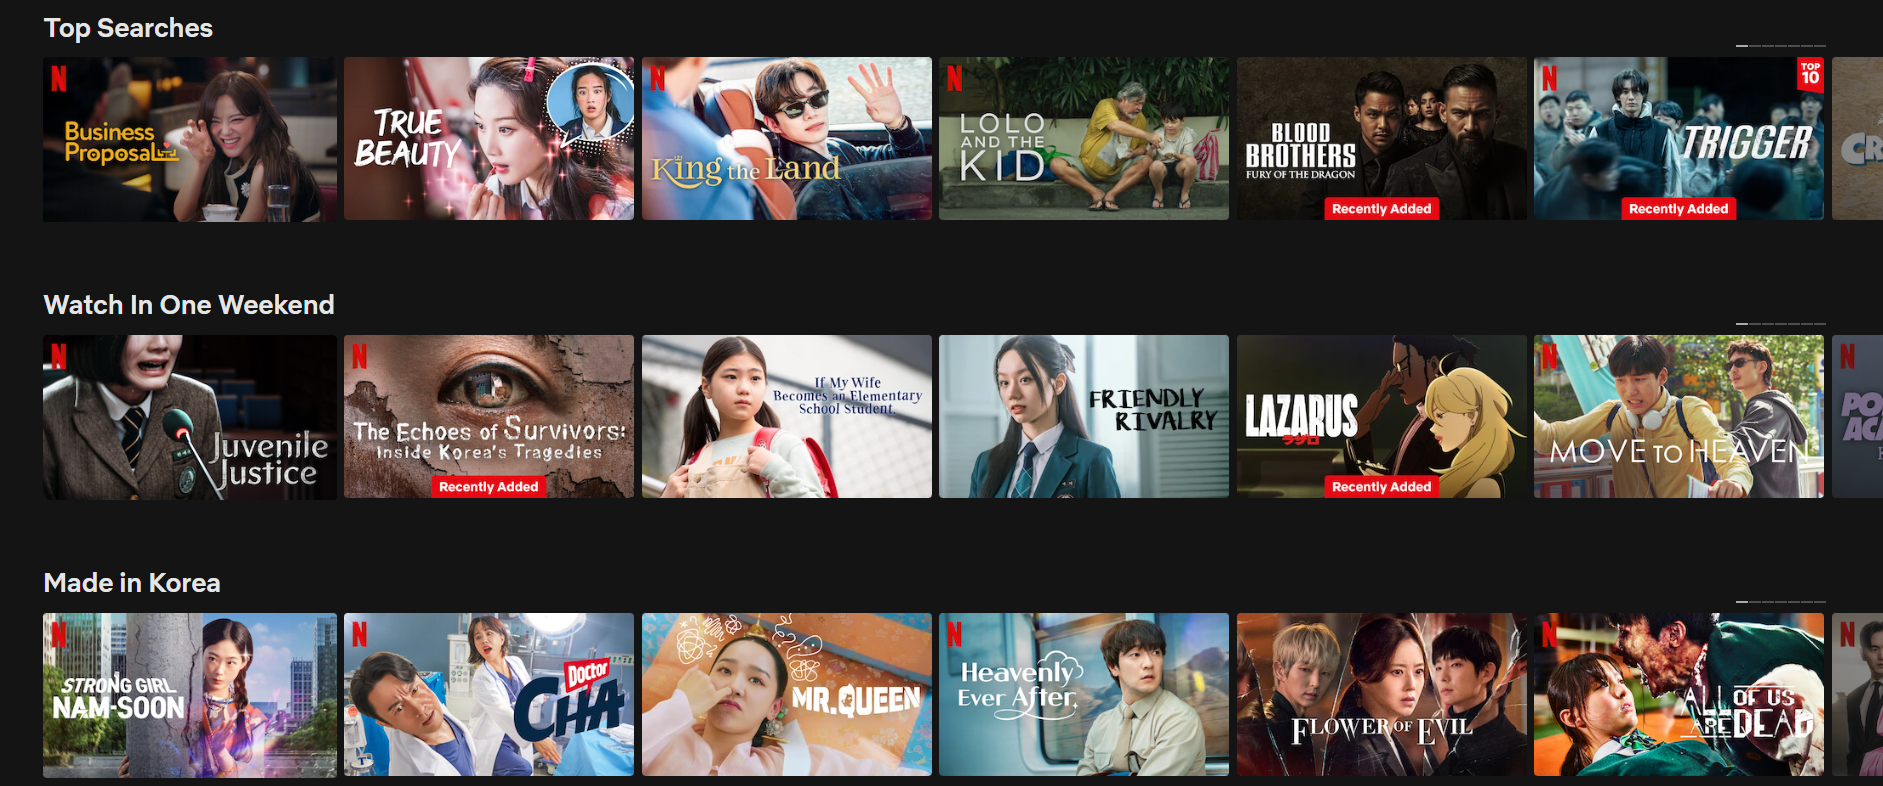 Top Searches
N
Business
Proposal
TRUE
BEAUTY
N
King the Land
N
LOLO
AND THE
KID
BLOOD
BROTHERS
FURY OF THE DRAGON
Recently Added
N
TOP
10
TRIGGER
Recently Added
Watch In One Weekend
N
Juvenile
Justice
N
The Echoes of Survivors:
Inside Korea's Tragedies
Recently Added
If My Wife
Becomes an Elementary
School Student.
FRIENDLY
RIVALRY
LAZARUS
ラザロ
Recently Added
N
MOVE TO HEAVEN
N
Made in Korea
N
STRONG GIRL
NAM-SOON
N
Doctor
CHA
MR. QUEEN
N
Heavenly
Ever After
FLOWER OF EVIL
N
ALL OF US
ARE DEAD
N